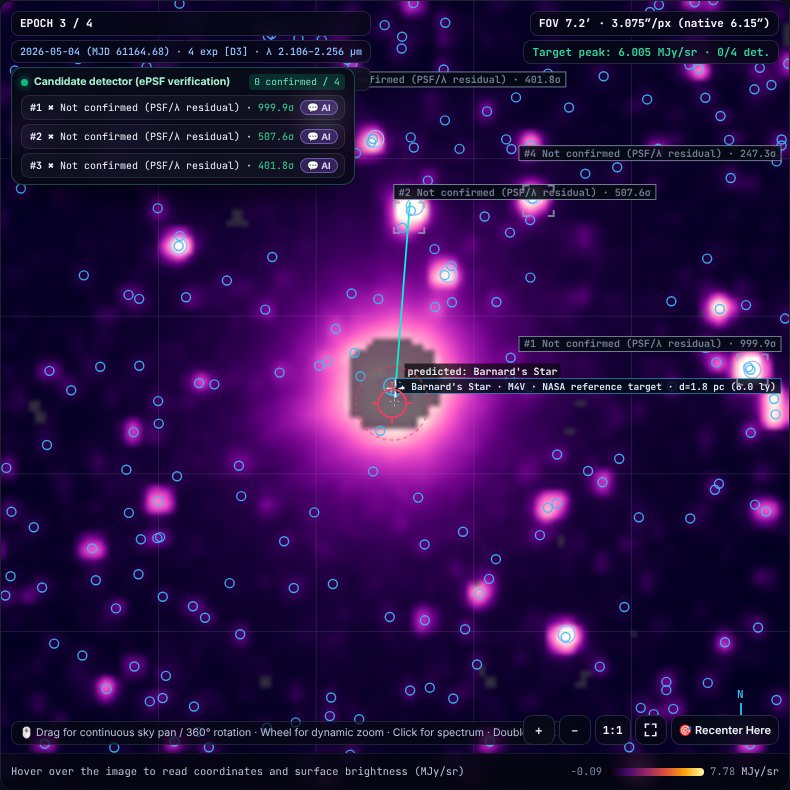 EPOCH 3 / 4
FOV 7.2′ · 3.075″/px (native 6.15″)
2026-05-04 (MJD 61164.68) · 4 exp [D3] · λ 2.106–2.256 μm
Target peak: 6.005 MJy/sr · 0/4 det.
Candidate detector (ePSF verification)
0 confirmed / 4
#1 ✖ Not confirmed (PSF/λ residual) · 999.9σ 💬 AI
#2 ✖ Not confirmed (PSF/λ residual) · 507.6σ 💬 AI
#3 ✖ Not confirmed (PSF/λ residual) · 401.8σ 💬 AI
firmed (PSF/λ residual) · 401.8σ
#4 Not confirmed (PSF/λ residual) · 247.3σ
#2 Not confirmed (PSF/λ residual) · 507.6σ
#1 Not confirmed (PSF/λ residual) · 999.9σ
predicted: Barnard's Star
Barnard's Star · M4V · NASA reference target · d=1.8 pc (6.0 ly)
N
🖱️ Drag for continuous sky pan / 360° rotation · Wheel for dynamic zoom · Click for spectrum · Double
+
−
1:1
🎯 Recenter Here
Hover over the image to read coordinates and surface brightness (MJy/sr)
-0.09
7.78 MJy/sr